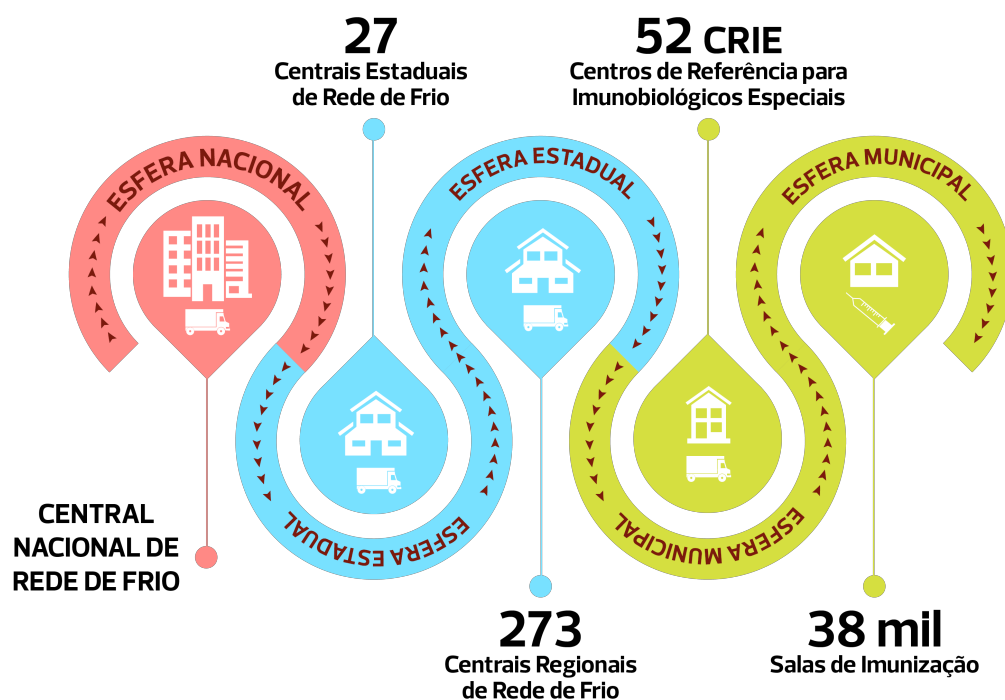 27
Centrais Estaduais
de Rede de Frio
52 CRIE
Centros de Referência para
Imunobiológicos Especiais
ESFERA NACIONAL
ESFERA ESTADUAL
ESFERA MUNICIPAL
ESFERA ESTADUAL
ESFERA MUNICIPAL
CENTRAL
NACIONAL DE
REDE DE FRIO
273
Centrais Regionais
de Rede de Frio
38 mil
Salas de Imunização